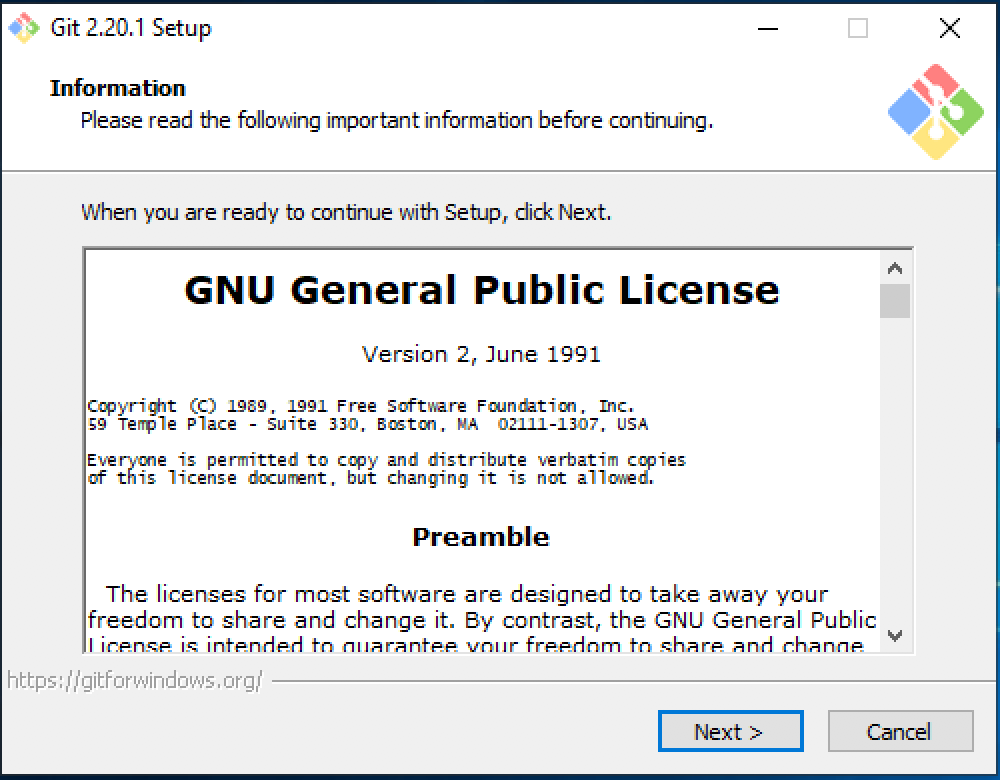 Git 2.20.1 Setup
Information
Please read the following important information before continuing.
When you are ready to continue with Setup, click Next.
GNU General Public License
Version 2, June 1991
Copyright (C) 1989, 1991 Free Software Foundation, Inc.
59 Temple Place - Suite 330, Boston, MA  02111-1307, USA
Everyone is permitted to copy and distribute verbatim copies
of this license document, but changing it is not allowed.
Preamble
The licenses for most software are designed to take away your
freedom to share and change it. By contrast, the GNU General Public
License is intended to guarantee your freedom to share and change
https://gitforwindows.org/
Next >
Cancel